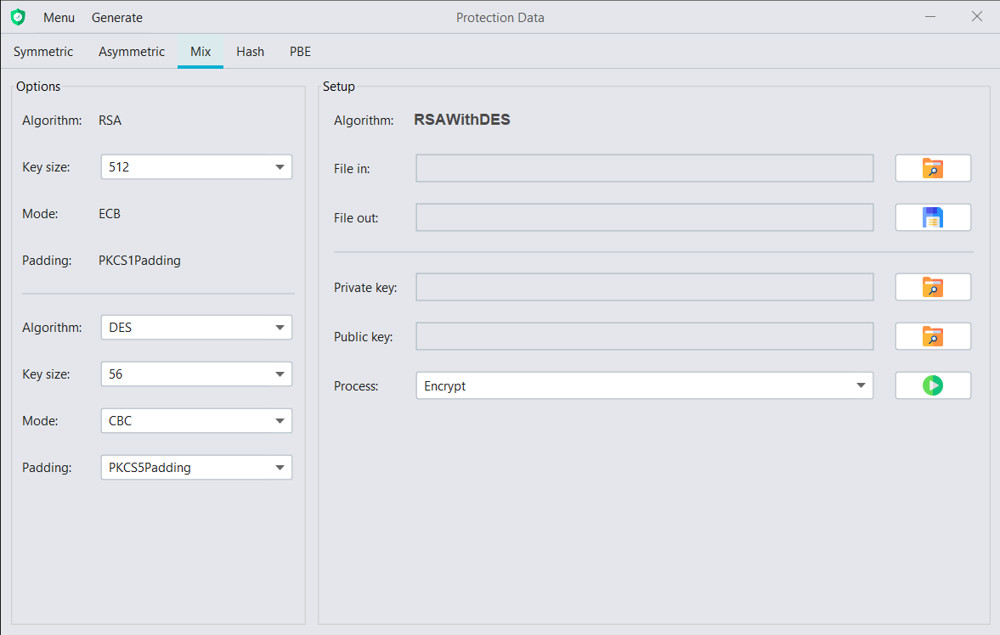 Menu Generate Protection Data
Symmetric Asymmetric Mix Hash PBE
Options
Algorithm: RSA
Key size: 512
Mode: ECB
Padding: PKCS1Padding
Algorithm: DES
Key size: 56
Mode: CBC
Padding: PKCS5Padding
Setup
Algorithm: RSAWithDES
File in:
File out:
Private key:
Public key:
Process: Encrypt